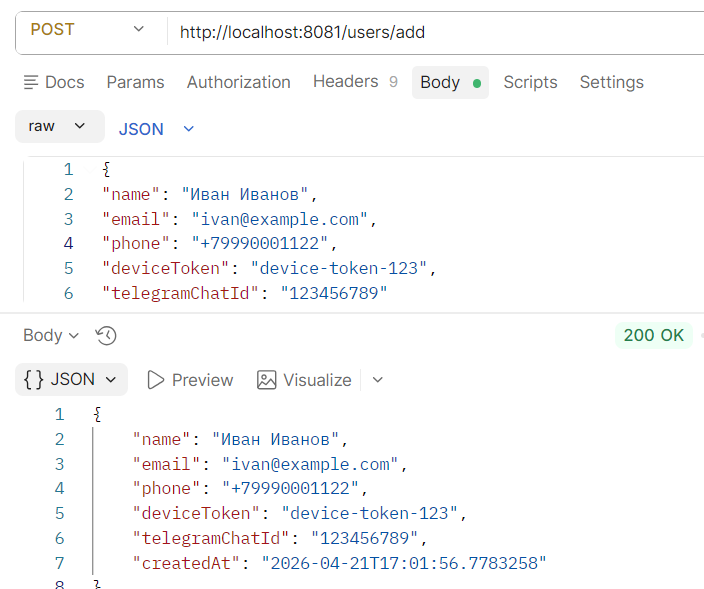 POST http://localhost:8081/users/add
Docs Params Authorization Headers 9 Body Scripts Settings
raw JSON
1 {
2 "name": "Иван Иванов",
3 "email": "ivan@example.com",
4 "phone": "+79990001122",
5 "deviceToken": "device-token-123",
6 "telegramChatId": "123456789"
Body 200 OK
{} JSON Preview Visualize
1 {
2 "name": "Иван Иванов",
3 "email": "ivan@example.com",
4 "phone": "+79990001122",
5 "deviceToken": "device-token-123",
6 "telegramChatId": "123456789",
7 "createdAt": "2026-04-21T17:01:56.7783258"
8 }